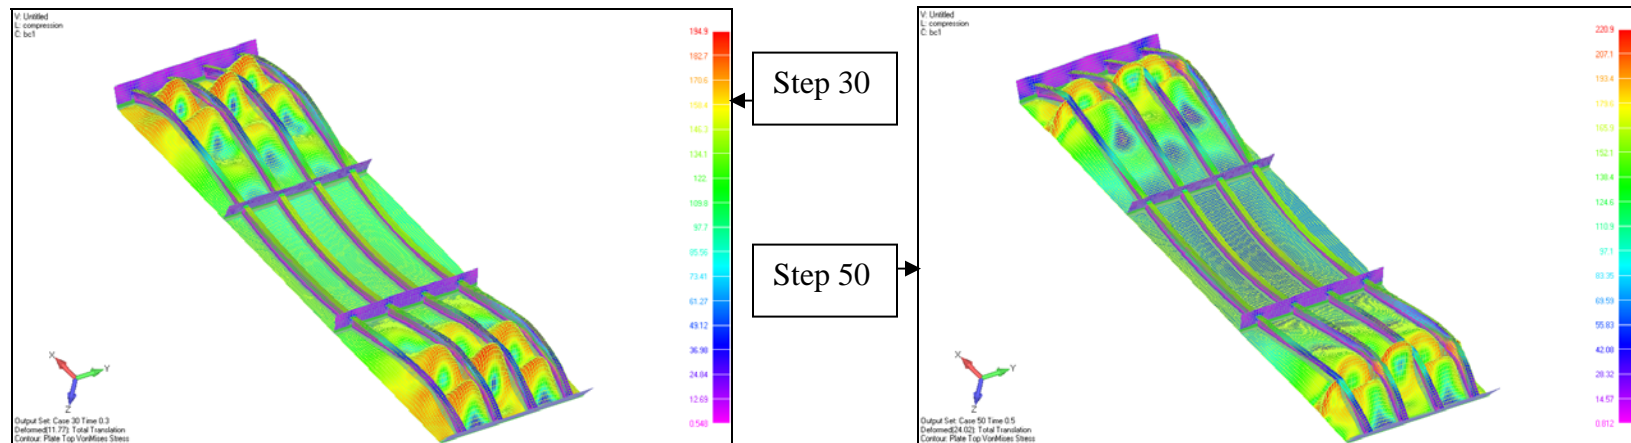 V: Untitled
L: compression
C: bc1
194.9
182.7
170.6
158.4
146.3
134.1
122.
109.8
97.7
85.56
73.41
61.27
49.12
36.98
24.84
12.69
0.548
X
Y
Z
Output Set: Case 30 Time 0.3
Deformed(11.77): Total Translation
Contour: Plate Top VonMises Stress
Step 30
Step 50
V: Untitled
L: compression
C: bc1
220.9
207.1
193.4
179.6
165.9
152.1
138.4
124.6
110.9
97.1
83.35
69.59
55.83
42.08
28.32
14.57
0.812
X
Y
Z
Output Set: Case 50 Time 0.5
Deformed(24.02): Total Translation
Contour: Plate Top VonMises Stress